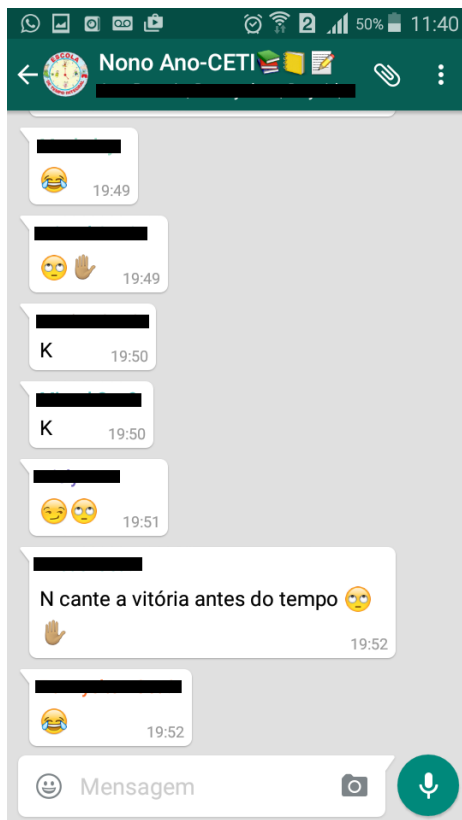 2 50% 11:40
Nono Ano-CETI📚📒📝
😂 19:49
🙄✋🏽 19:49
K 19:50
K 19:50
😏🙄 19:51
N cante a vitória antes do tempo 🙄
✋🏽 19:52
😂 19:52
Mensagem